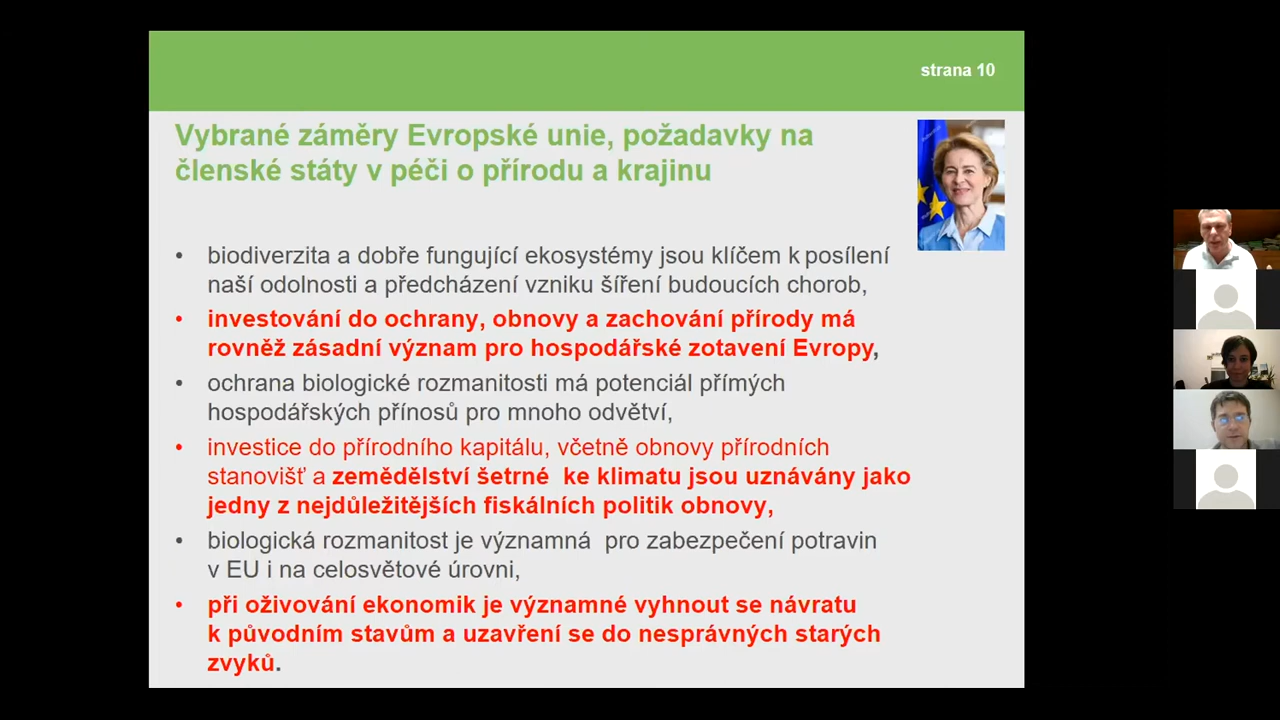 strana 10
Vybrané záměry Evropské unie, požadavky na
členské státy v péči o přírodu a krajinu
• biodiverzita a dobře fungující ekosystémy jsou klíčem k posílení
naší odolnosti a předcházení vzniku šíření budoucích chorob,
• investování do ochrany, obnovy a zachování přírody má
rovněž zásadní význam pro hospodářské zotavení Evropy,
• ochrana biologické rozmanitosti má potenciál přímých
hospodářských přínosů pro mnoho odvětví,
• investice do přírodního kapitálu, včetně obnovy přírodních
stanovišť a zemědělství šetrné  ke klimatu jsou uznávány jako
jedny z nejdůležitějších fiskálních politik obnovy,
• biologická rozmanitost je významná  pro zabezpečení potravin
v EU i na celosvětové úrovni,
• při oživování ekonomik je významné vyhnout se návratu
k původním stavům a uzavření se do nesprávných starých
zvyků.